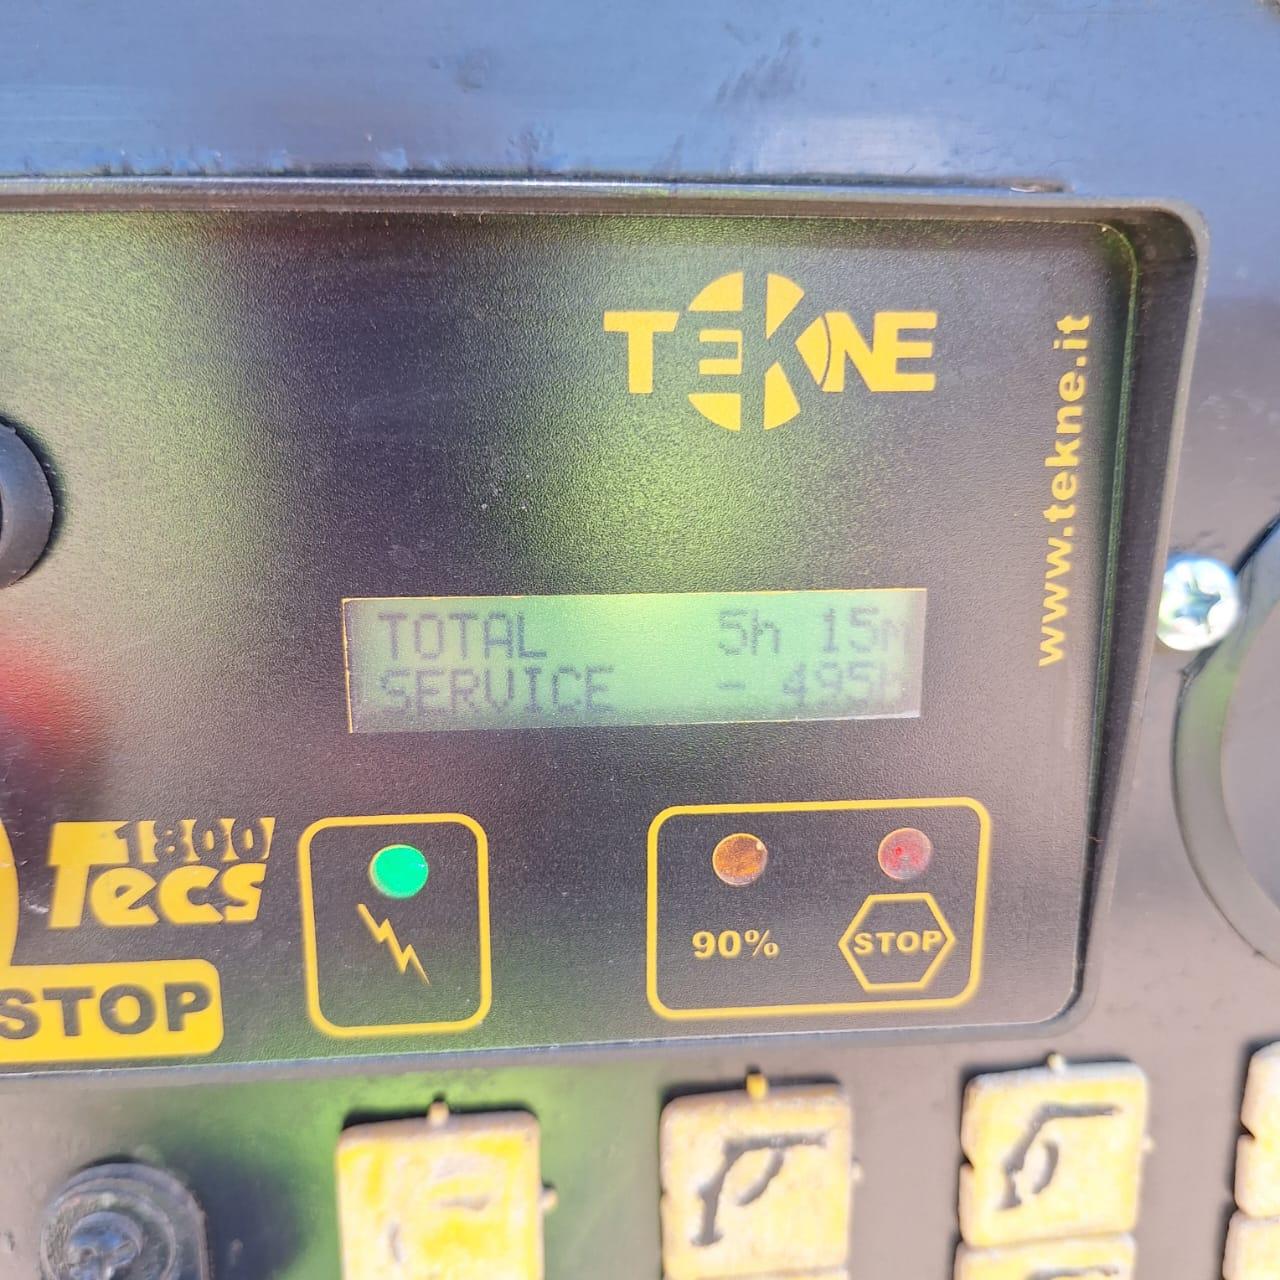 TEKNE
www.tekne.it
TOTAL 5h 15m
SERVICE - 495h
1800
Tecs
STOP
90%
STOP